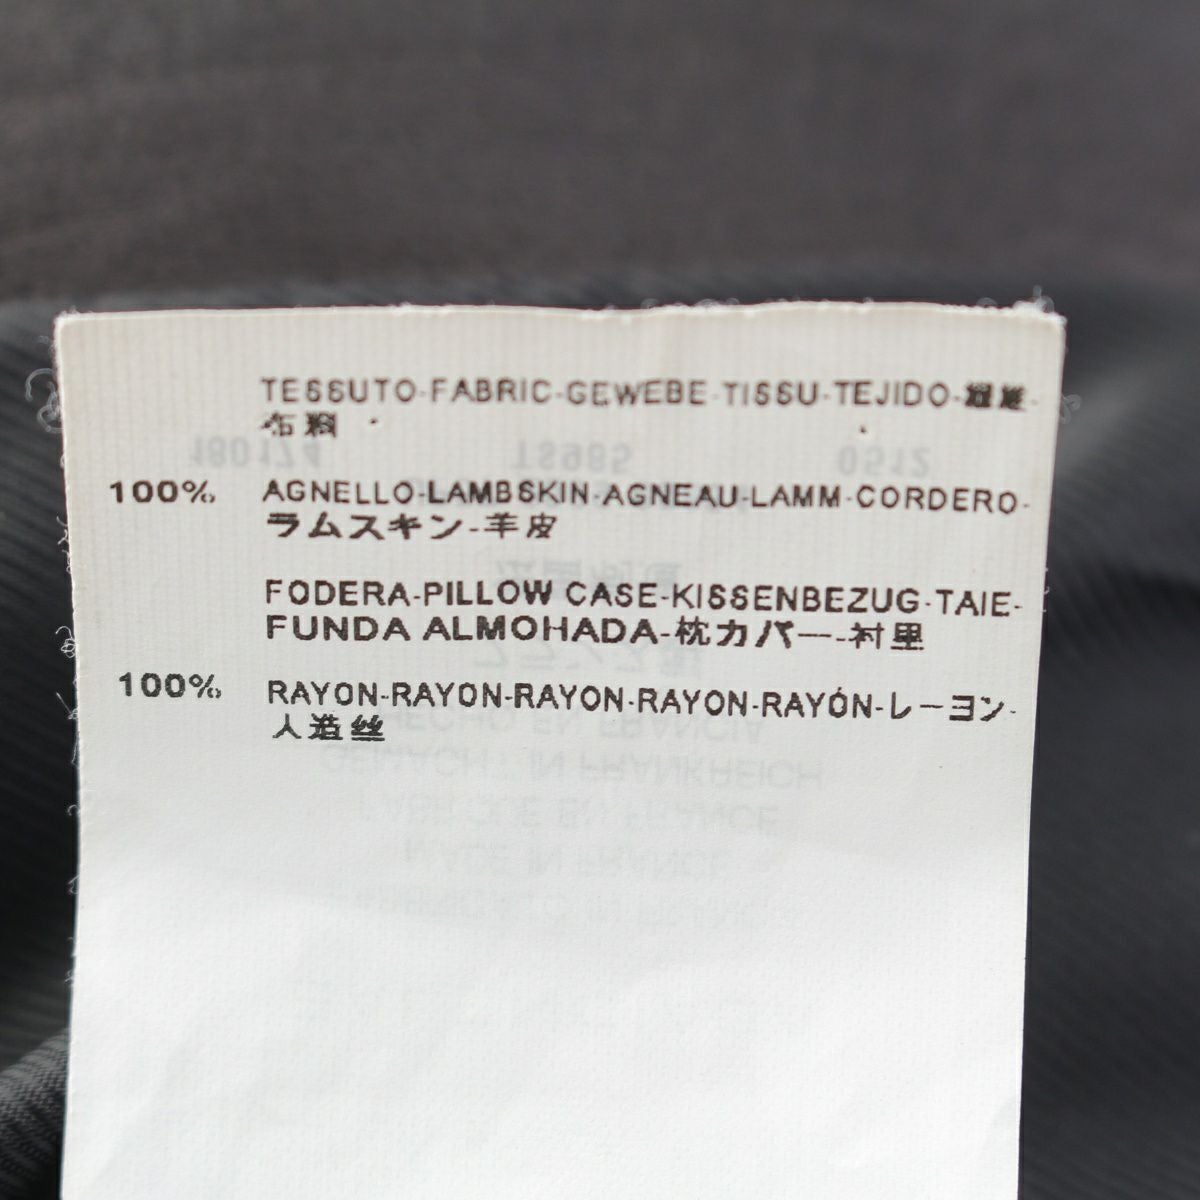 TESSUTO-FABRIC-GEWEBE-TISSU-TEJIDO-
布料
100% AGNELLO-LAMBSKIN-AGNEAU-LAMM-CORDERO-
ラムスキン-羊皮
FODERA-PILLOW CASE-KISSENBEZUG-TAIE-
FUNDA ALMOHADA-枕カバー-衬里
100% RAYON-RAYON-RAYON-RAYON-RAYÓN-レーヨン-
人造丝